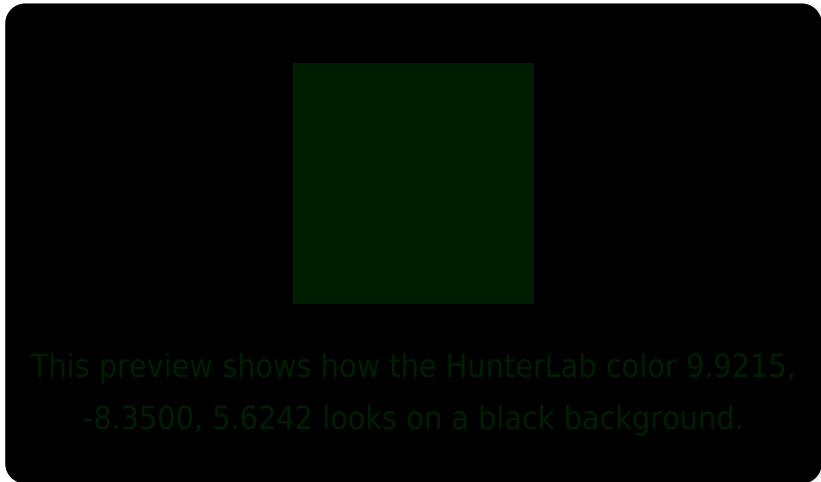 This preview shows how the HunterLab color 9.9215,
-8.3500, 5.6242 looks on a black background.